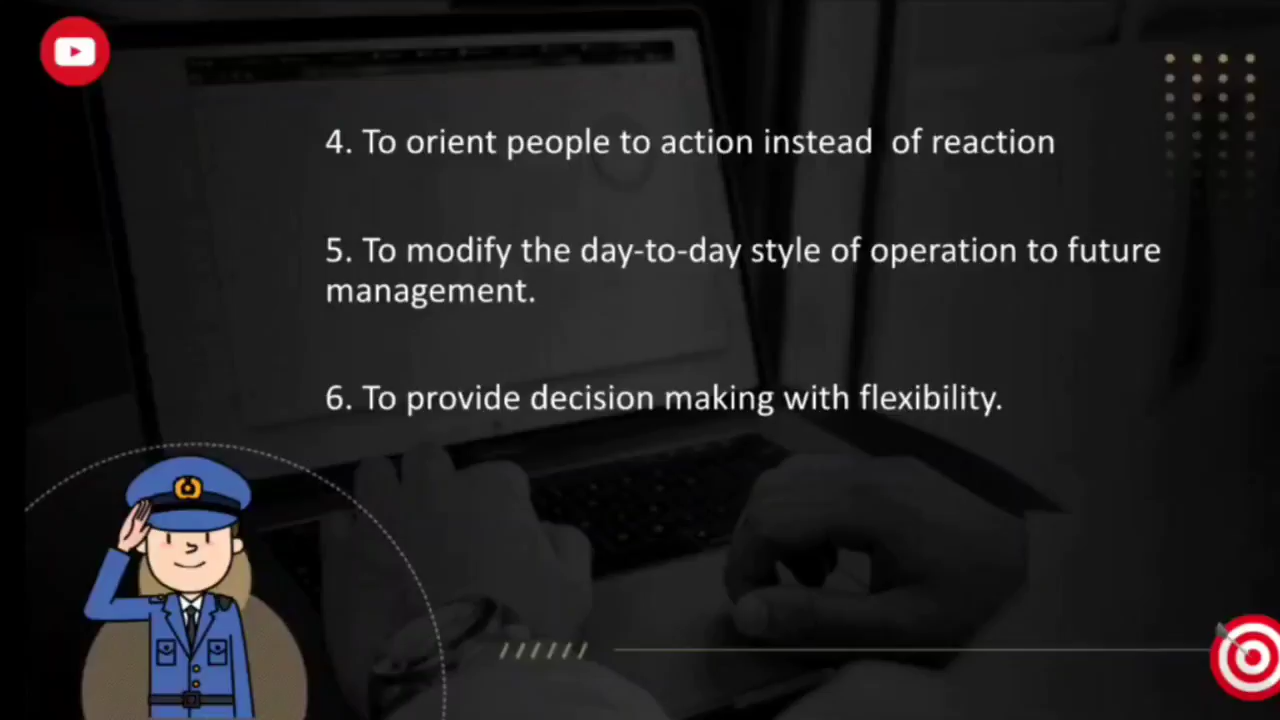 4. To orient people to action instead  of reaction
5. To modify the day-to-day style of operation to future
management.
6. To provide decision making with flexibility.